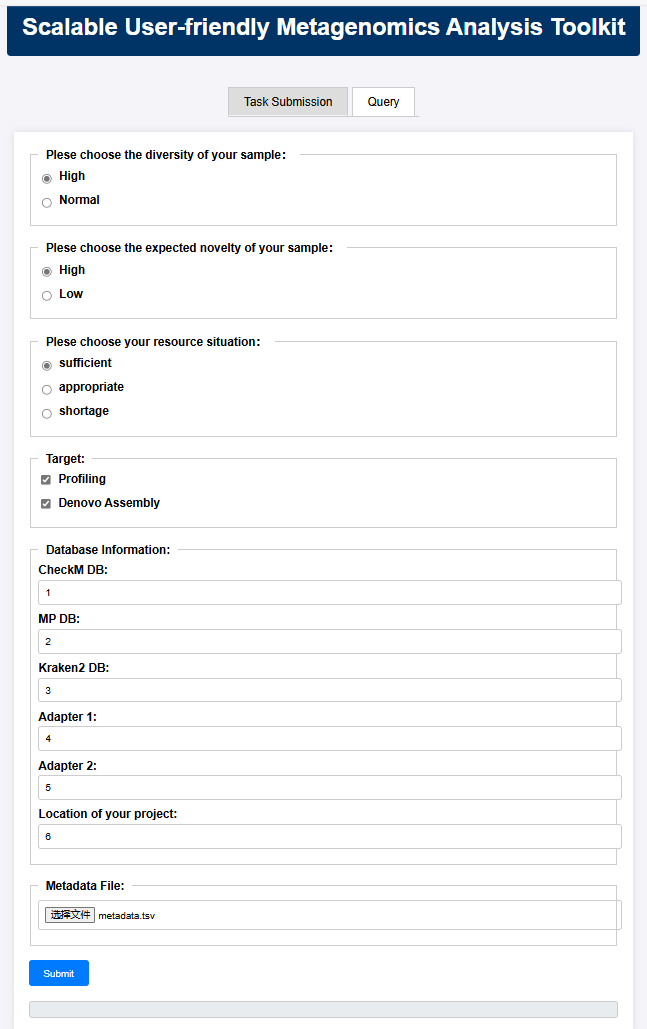 Scalable User-friendly Metagenomics Analysis Toolkit
Task Submission Query
Plese choose the diversity of your sample：
High
Normal
Plese choose the expected novelty of your sample：
High
Low
Plese choose your resource situation：
sufficient
appropriate
shortage
Target:
Profiling
Denovo Assembly
Database Information:
CheckM DB:
1
MP DB:
2
Kraken2 DB:
3
Adapter 1:
4
Adapter 2:
5
Location of your project:
6
Metadata File:
选择文件 metadata.tsv
Submit